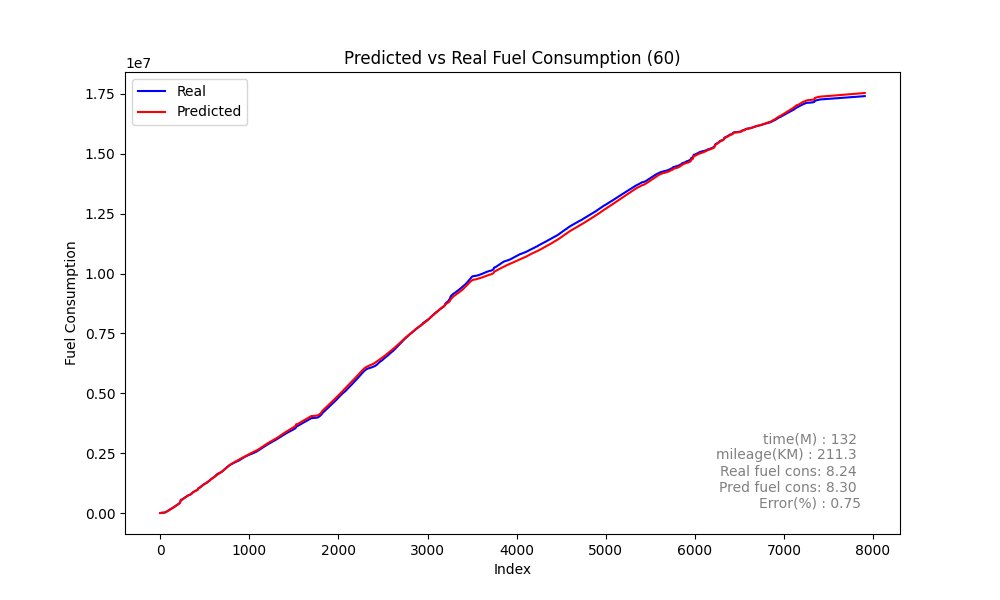 Predicted vs Real Fuel Consumption (60)
1e7
Real
Predicted
1.75
1.50
1.25
1.00
0.75
0.50
0.25
0.00
Fuel Consumption
time(M) : 132
mileage(KM) : 211.3
Real fuel cons: 8.24
Pred fuel cons: 8.30
Error(%) : 0.75
0 1000 2000 3000 4000 5000 6000 7000 8000
Index